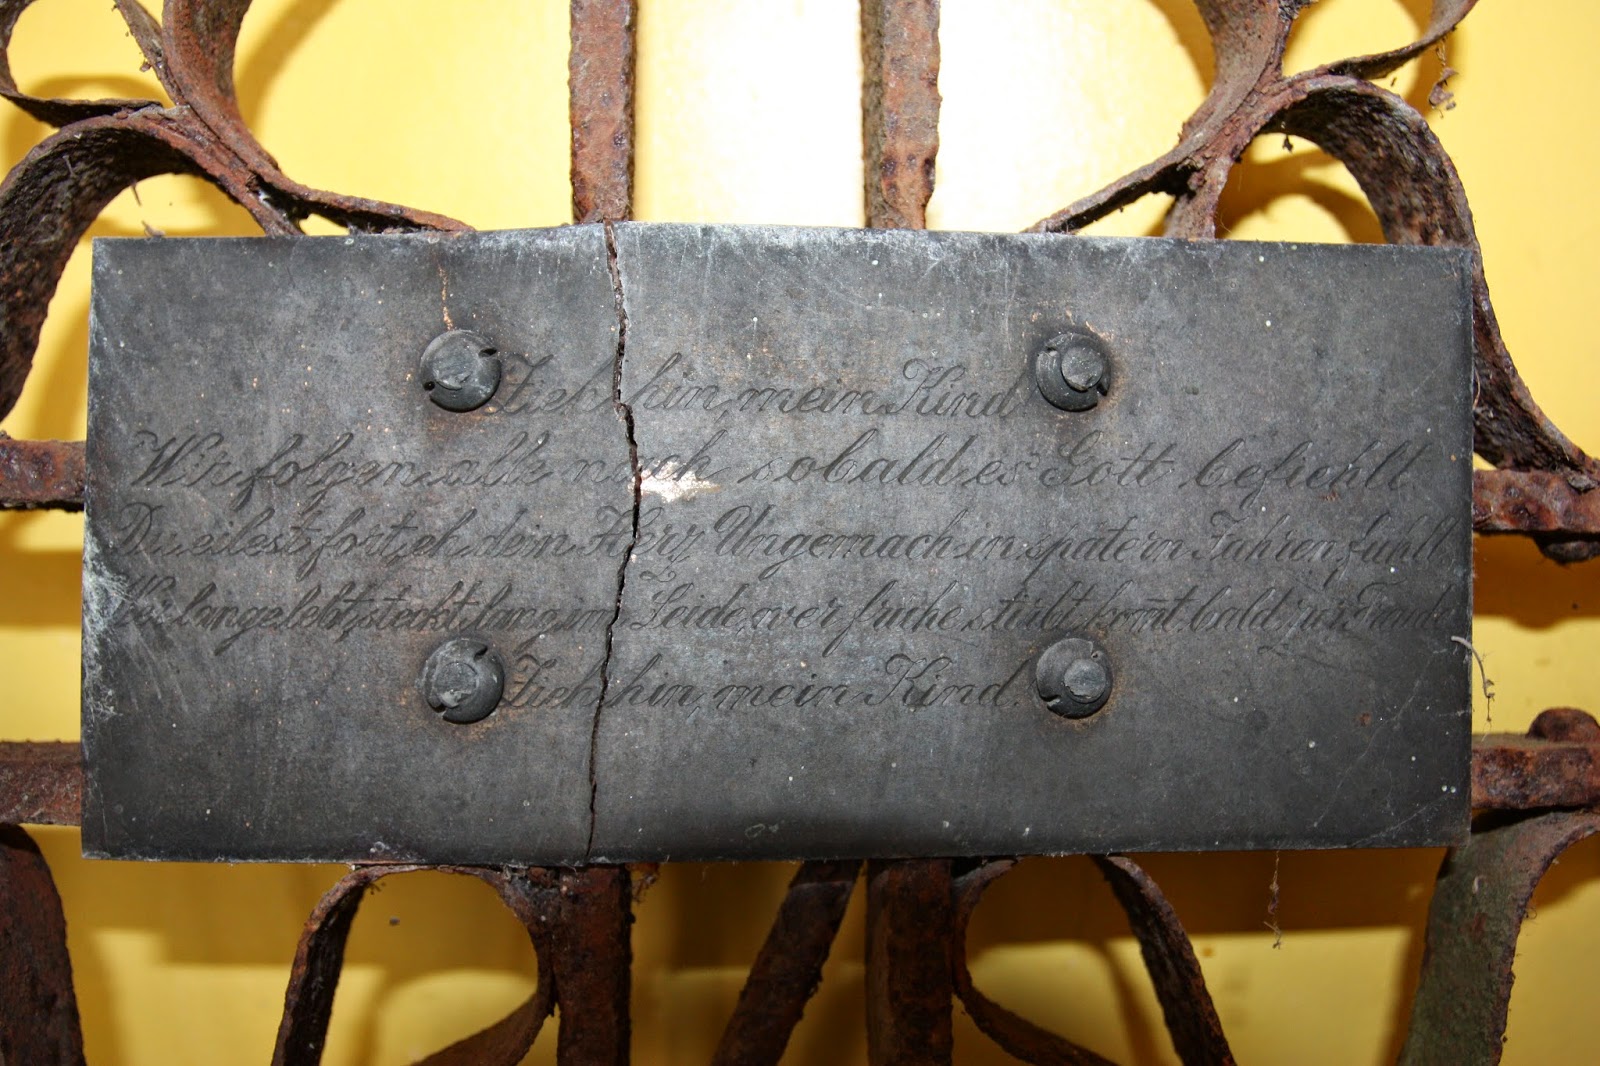 Zieh hin, mein Kind
Wir folgen alle nach sobald es Gott befiehlt
Du eilest fort, eh dem Herz Ungemach in spätern Jahren fühlt
Wer lange lebt, steckt lang im Leide, wer frühe stirbt, komt bald zur Freude
Zieh hin, mein Kind.